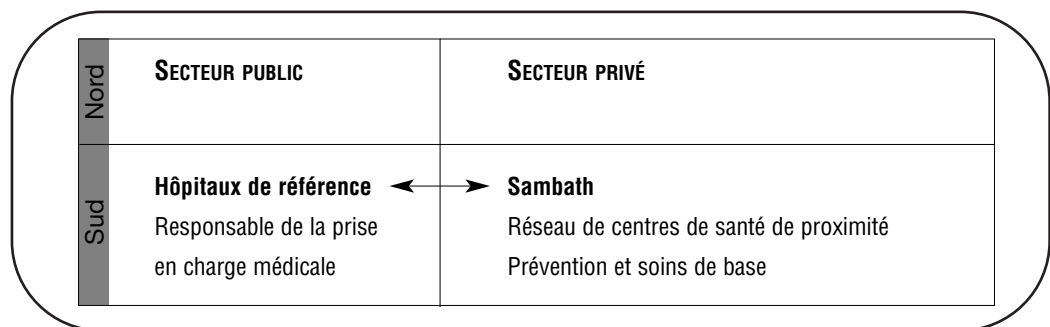 Nord
SECTEUR PUBLIC
SECTEUR PRIVÉ
Sud
Hôpitaux de référence
Responsable de la prise
en charge médicale
Sambath
Réseau de centres de santé de proximité
Prévention et soins de base